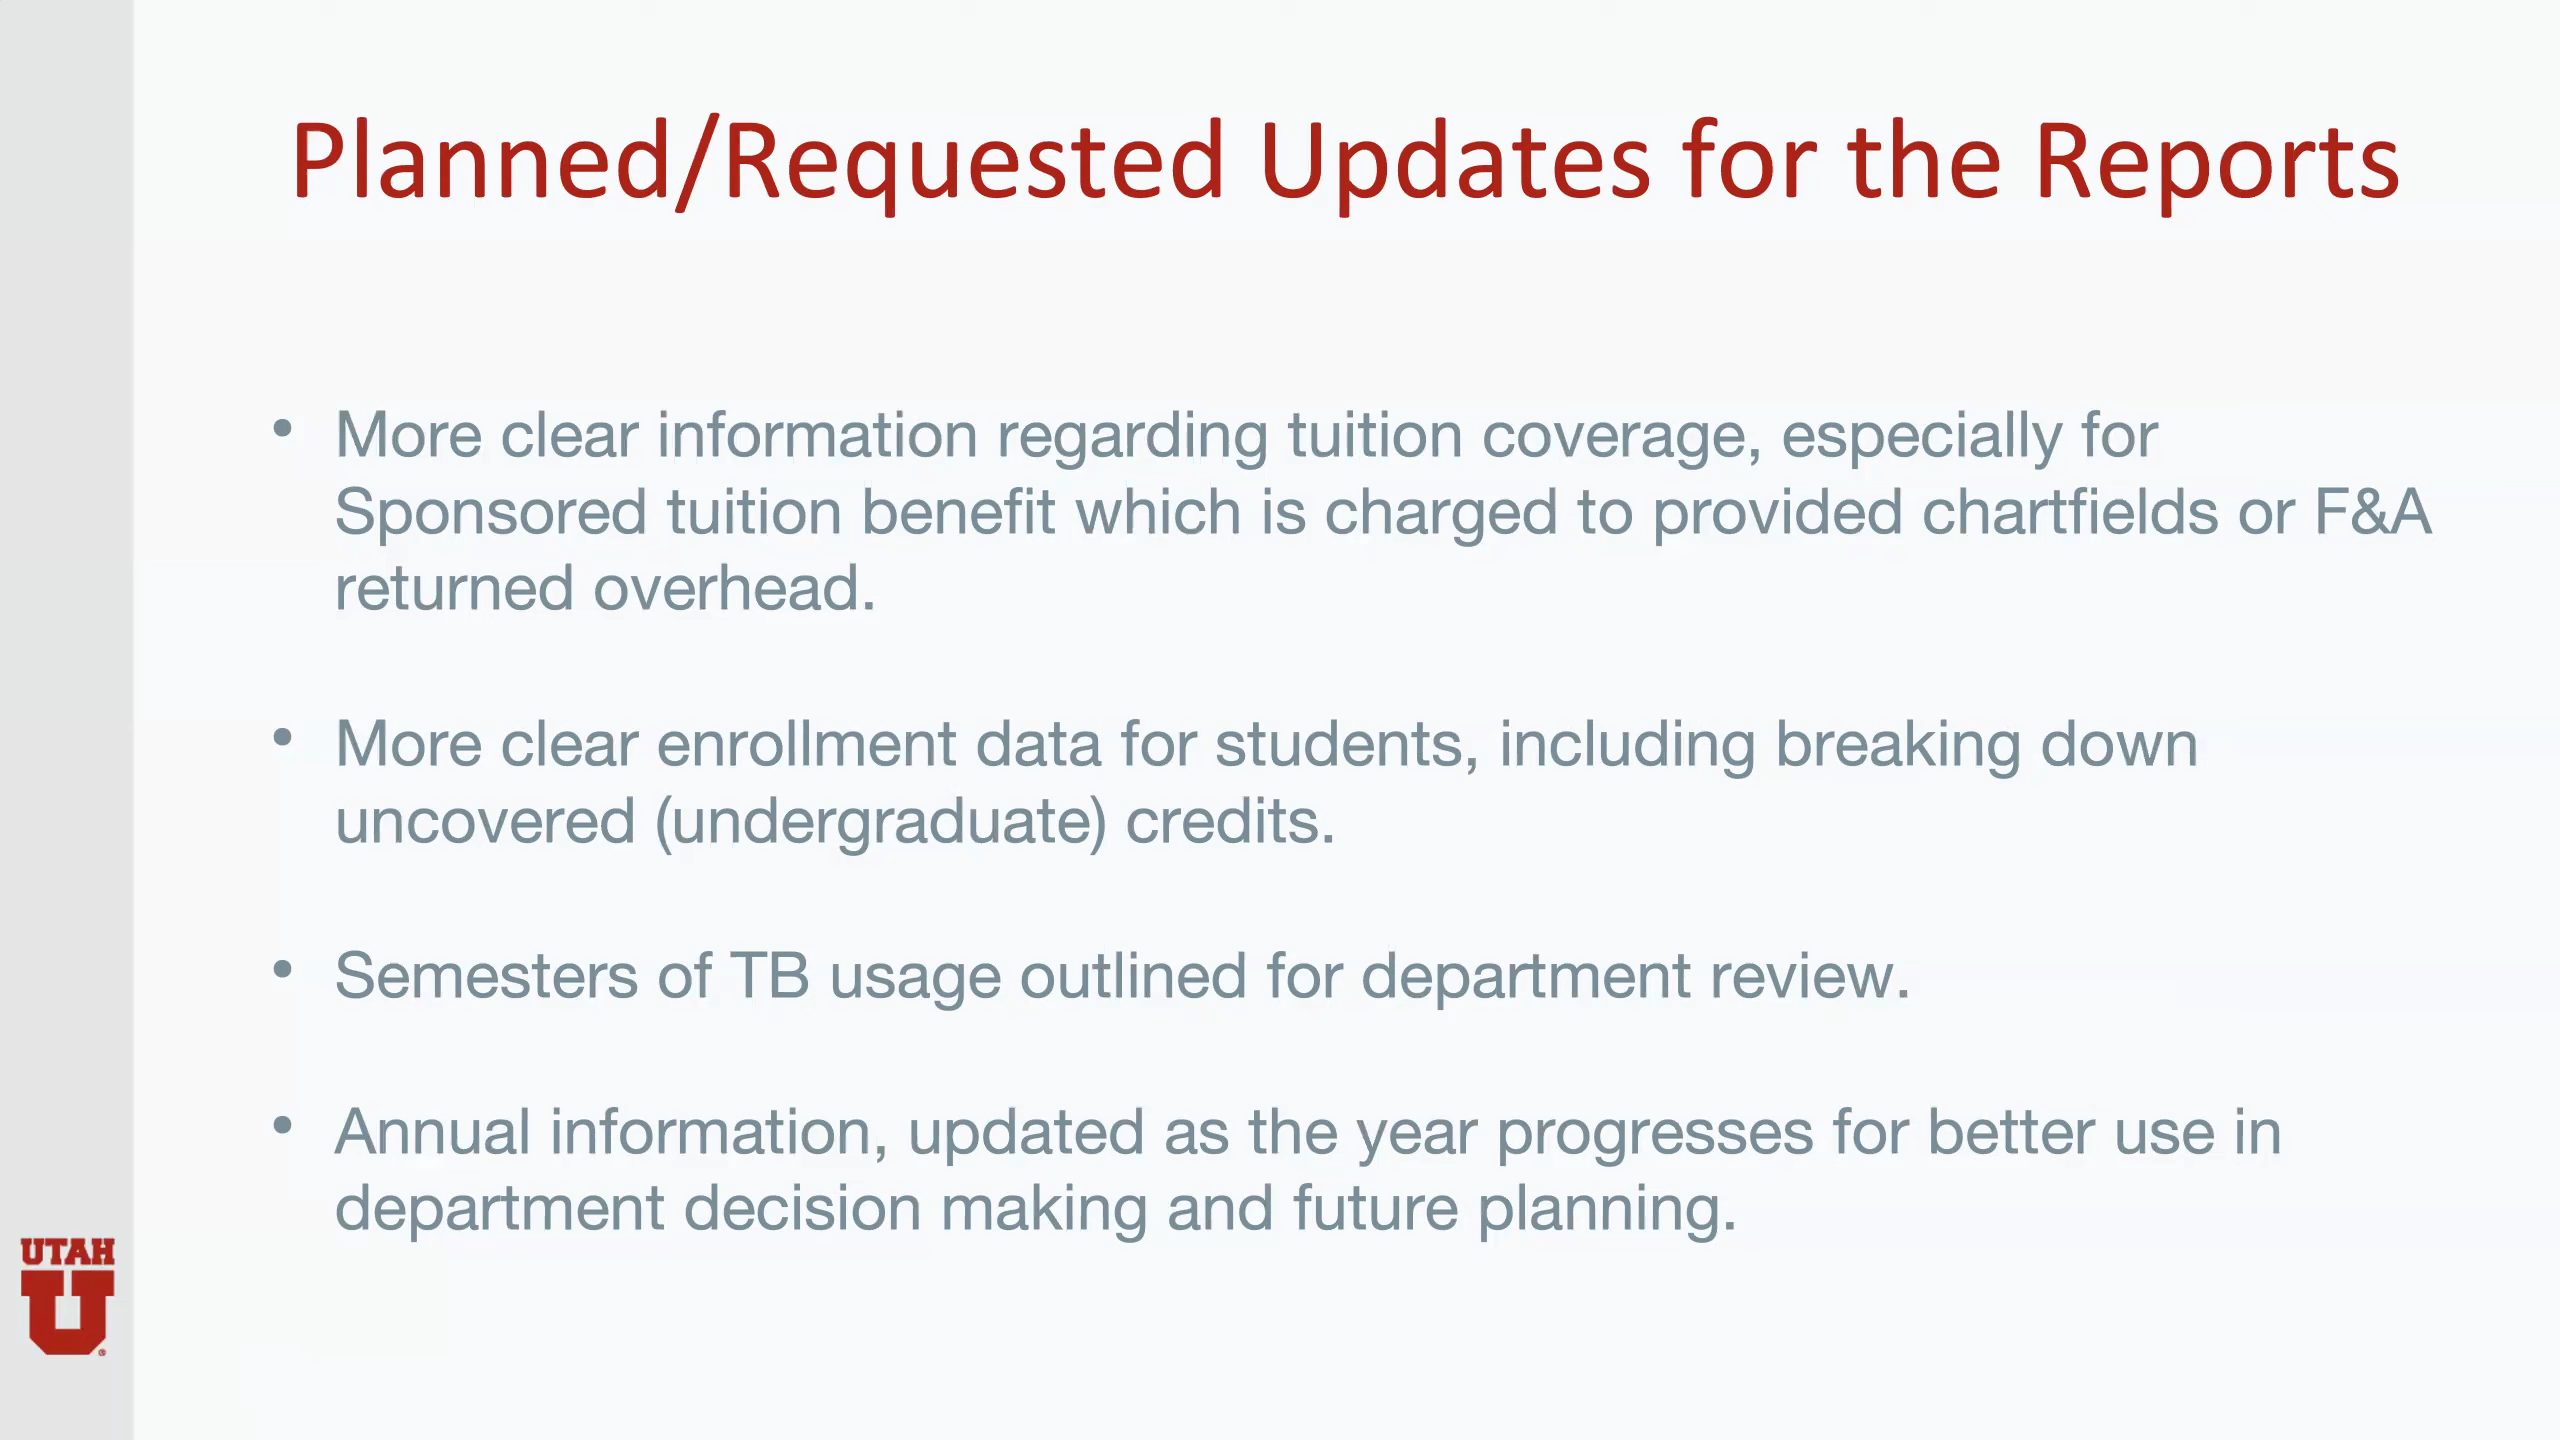 Planned/Requested Updates for the Reports
• More clear information regarding tuition coverage, especially for
Sponsored tuition benefit which is charged to provided chartfields or F&A
returned overhead.
• More clear enrollment data for students, including breaking down
uncovered (undergraduate) credits.
• Semesters of TB usage outlined for department review.
• Annual information, updated as the year progresses for better use in
department decision making and future planning.
UTAH
U
®